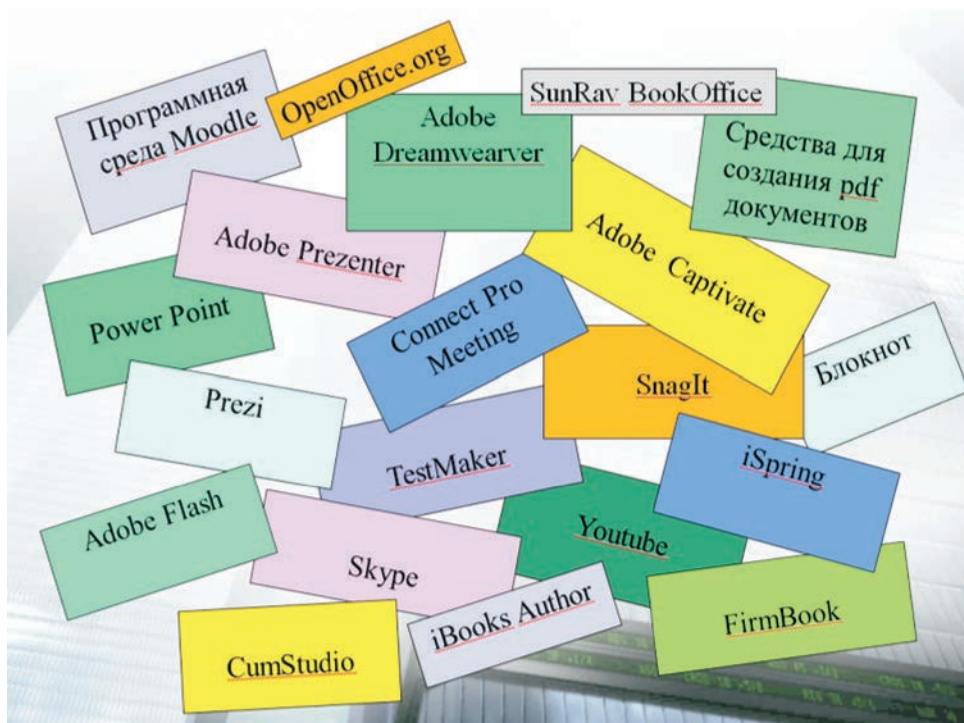 Программная
среда Moodle
OpenOffice.org
Adobe
Dreamwearver
SunRav BookOffice
Средства для
создания pdf
документов
Adobe Prezenter
Adobe Captivate
Power Point
Connect Pro
Meeting
SnagIt
Блокнот
Prezi
TestMaker
iSpring
Adobe Flash
Skype
Youtube
iBooks Author
FirmBook
CumStudio